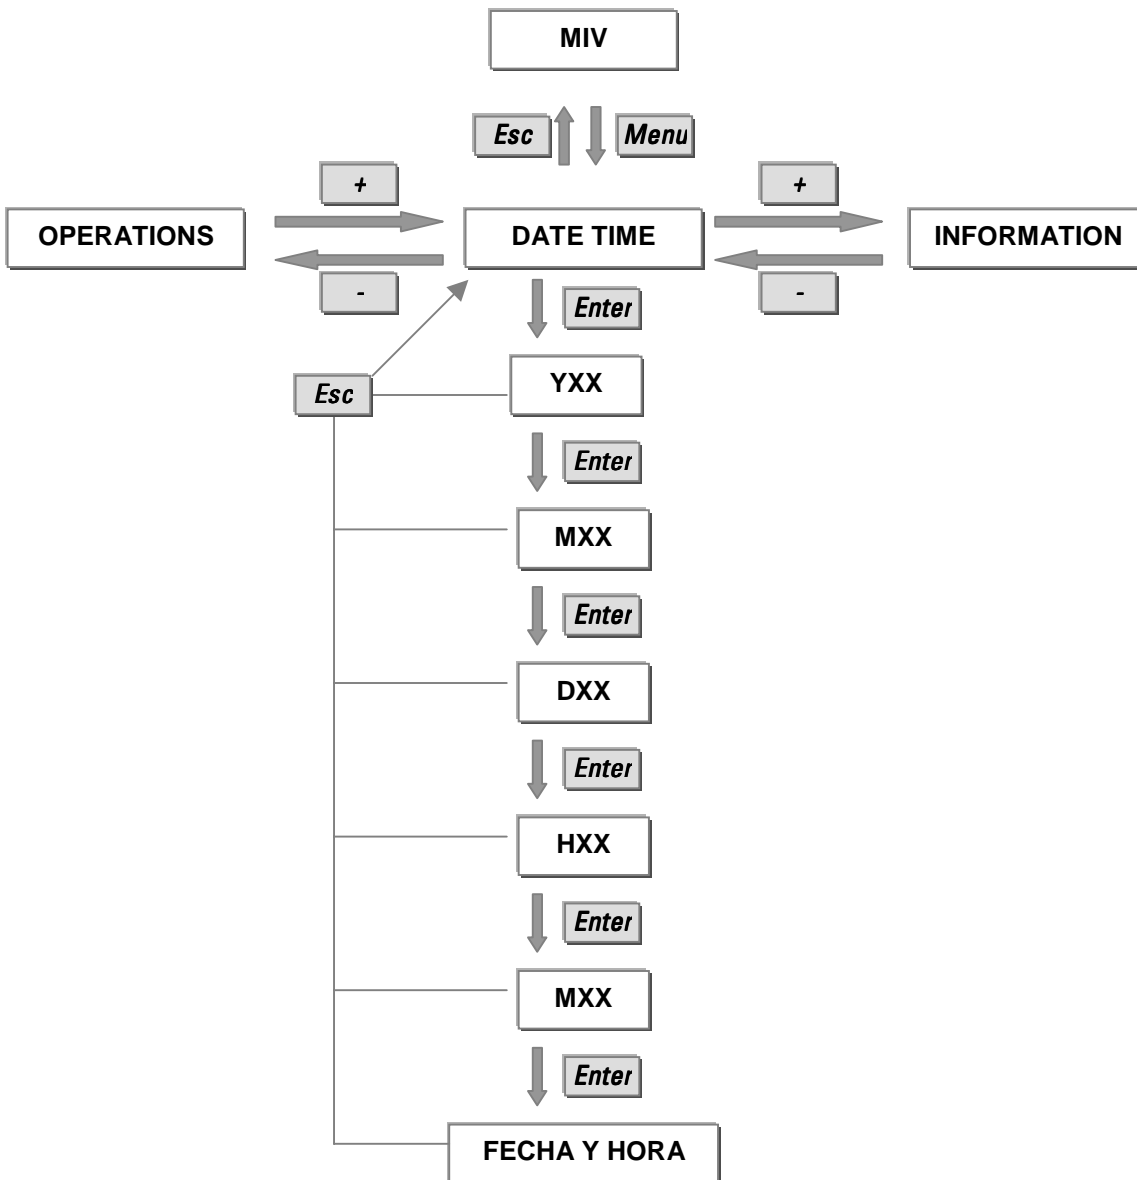 MIV
Esc
Menu
+
+
OPERATIONS
DATE TIME
INFORMATION
-
-
Enter
YXX
Esc
Enter
MXX
Enter
DXX
Enter
HXX
Enter
MXX
Enter
FECHA Y HORA